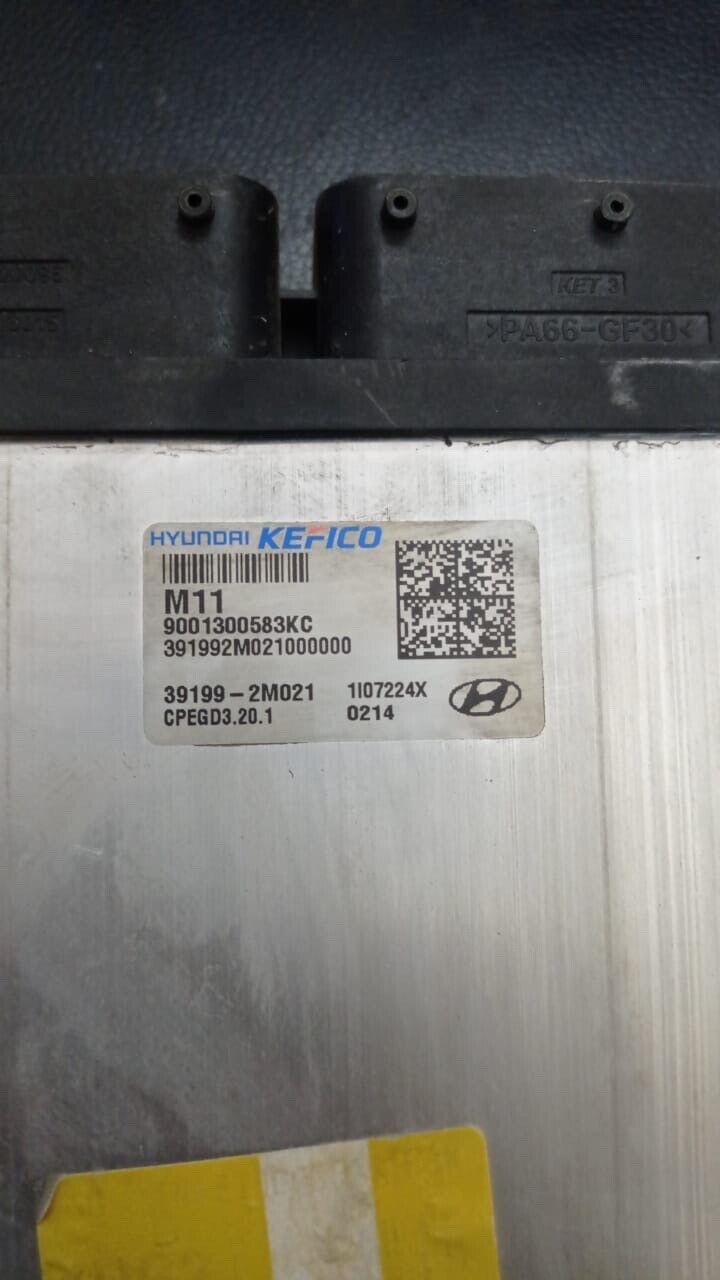 KET 3
>PA66-GF30<
HYUNDAI KEFICO
M11
9001300583KC
391992M021000000
39199-2M021 1I07224X
CPEGD3.20.1 0214